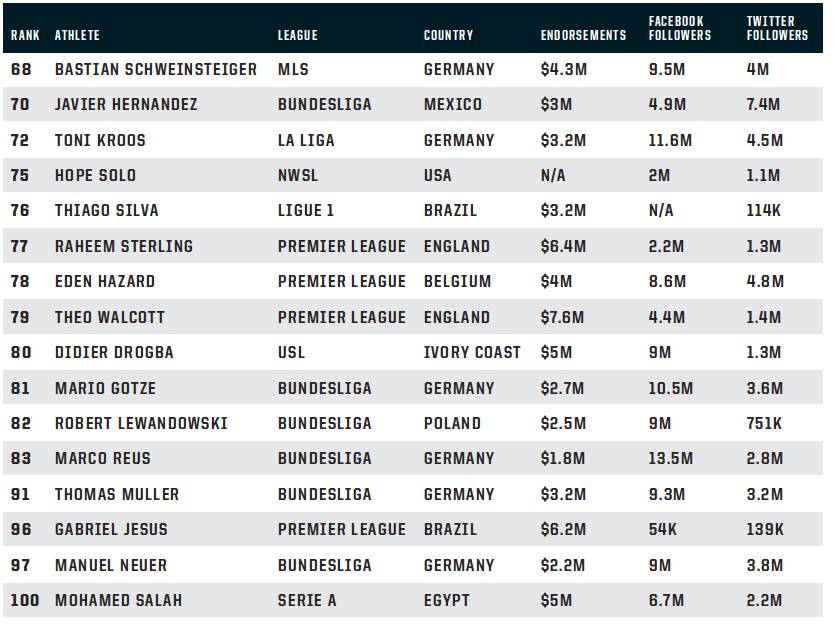 RANK ATHLETE LEAGUE COUNTRY ENDORSEMENTS FACEBOOK FOLLOWERS TWITTER FOLLOWERS
68 BASTIAN SCHWEINSTEIGER MLS GERMANY $4.3M 9.5M 4M
70 JAVIER HERNANDEZ BUNDESLIGA MEXICO $3M 4.9M 7.4M
72 TONI KROOS LA LIGA GERMANY $3.2M 11.6M 4.5M
75 HOPE SOLO NWSL USA N/A 2M 1.1M
76 THIAGO SILVA LIGUE 1 BRAZIL $3.2M N/A 114K
77 RAHEEM STERLING PREMIER LEAGUE ENGLAND $6.4M 2.2M 1.3M
78 EDEN HAZARD PREMIER LEAGUE BELGIUM $4M 8.6M 4.8M
79 THEO WALCOTT PREMIER LEAGUE ENGLAND $7.6M 4.4M 1.4M
80 DIDIER DROGBA USL IVORY COAST $5M 9M 1.3M
81 MARIO GOTZE BUNDESLIGA GERMANY $2.7M 10.5M 3.6M
82 ROBERT LEWANDOWSKI BUNDESLIGA POLAND $2.5M 9M 751K
83 MARCO REUS BUNDESLIGA GERMANY $1.8M 13.5M 2.8M
91 THOMAS MULLER BUNDESLIGA GERMANY $3.2M 9.3M 3.2M
96 GABRIEL JESUS PREMIER LEAGUE BRAZIL $6.2M 54K 139K
97 MANUEL NEUER BUNDESLIGA GERMANY $2.2M 9M 3.8M
100 MOHAMED SALAH SERIE A EGYPT $5M 6.7M 2.2M